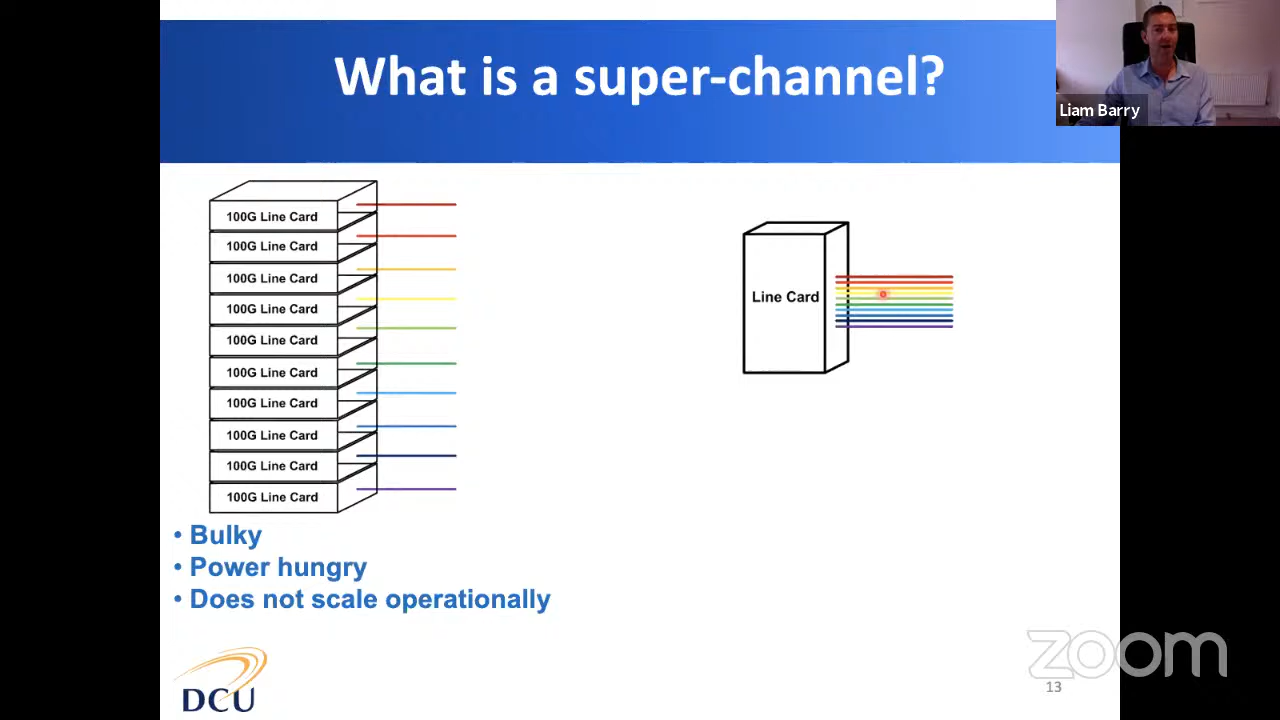 What is a super-channel?
Liam Barry
100G Line Card
100G Line Card
100G Line Card
100G Line Card
100G Line Card
100G Line Card
100G Line Card
100G Line Card
100G Line Card
100G Line Card
Line Card
• Bulky
• Power hungry
• Does not scale operationally
DCU
zoom
13